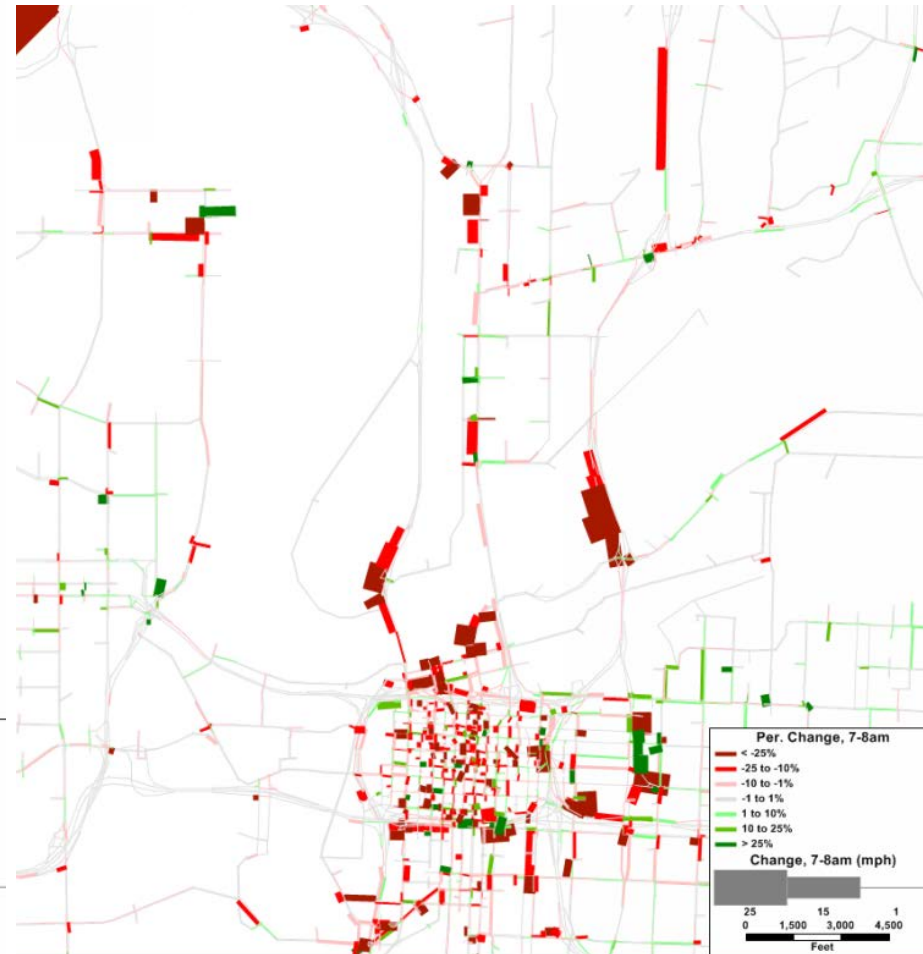 Per. Change, 7-8am
< -25%
-25 to -10%
-10 to -1%
-1 to 1%
1 to 10%
10 to 25%
> 25%
Change, 7-8am (mph)
25 15 1
0 1,500 3,000 4,500
Feet